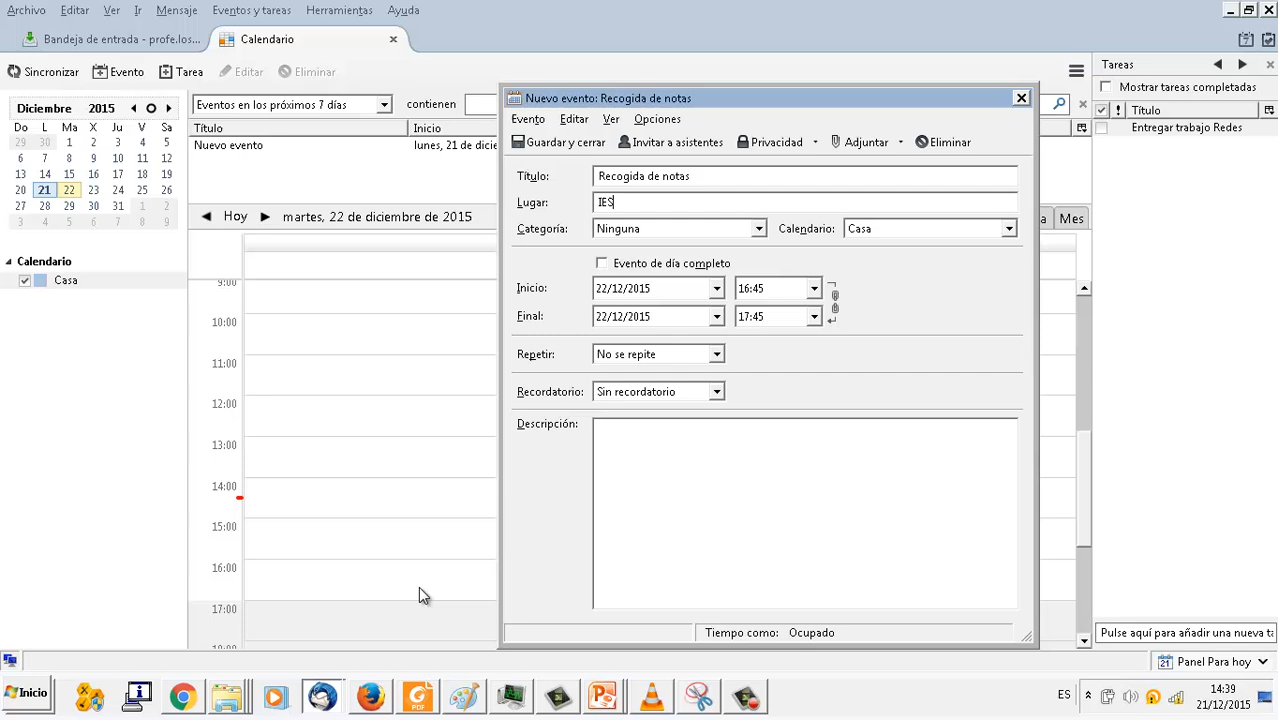 Archivo Editar Ver Ir Mensaje Eventos y tareas Herramientas Ayuda
Bandeja de entrada - profe.los... Calendario
Sincronizar Evento Tarea Editar Eliminar
Tareas
Mostrar tareas completadas
! Título
Entregar trabajo Redes
Diciembre 2015
Do L Ma Mi J V Sa
29 30 1 2 3 4 5
6 7 8 9 10 11 12
13 14 15 16 17 18 19
20 21 22 23 24 25 26
27 28 29 30 31 1 2
3 4 5 6 7 8 9
Calendario
Casa
Eventos en los próximos 7 días contienen
Título Inicio
Nuevo evento lunes, 21 de dicie
Hoy martes, 22 de diciembre de 2015
Mes
9:00
10:00
11:00
12:00
13:00
14:00
15:00
16:00
17:00
Nuevo evento: Recogida de notas
Evento Editar Ver Opciones
Guardar y cerrar Invitar a asistentes Privacidad Adjuntar Eliminar
Título: Recogida de notas
Lugar: IES
Categoría: Ninguna Calendario: Casa
Evento de día completo
Inicio: 22/12/2015 16:45
Final: 22/12/2015 17:45
Repetir: No se repite
Recordatorio: Sin recordatorio
Descripción:
Tiempo como: Ocupado
Pulse aquí para añadir una nueva ta
21 Panel Para hoy
Inicio
PDF
ES
14:39
21/12/2015